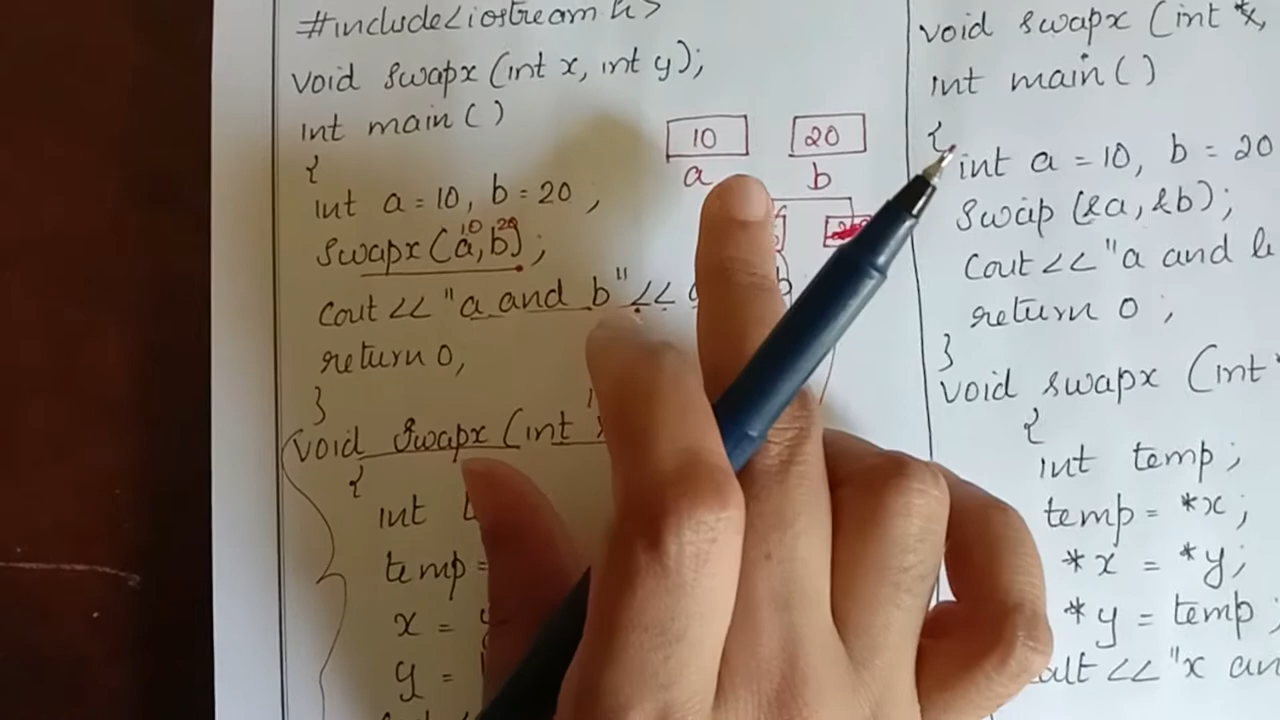 #include<iostream.h>
void swapx (int x, int y);
int main ( )
{
int a = 10, b = 20 ;
10 20
swapx (a,b) ;
cout << "a and b" <<
return 0,
}
void swapx (int
{
int
temp =
x =
y =
10 20
a b
void swapx (int *x,
int main ( )
{
int a = 10, b = 20
swap (&a, &b);
cout << "a and
return 0 ;
}
void swapx (int
{
int temp ;
temp = *x ;
*x = *y;
*y = temp ;
<< "x